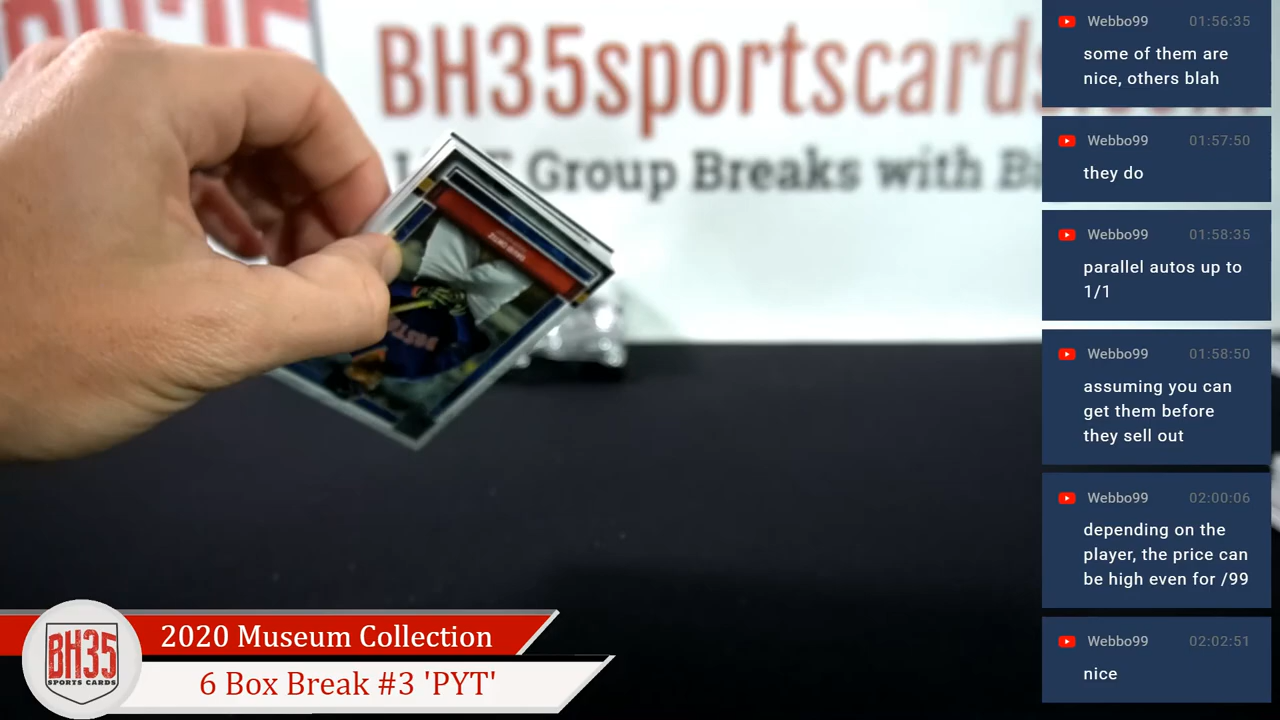 BH35sportscards
Group Breaks with B
Webbo99 01:56:35
some of them are
nice, others blah
Webbo99 01:57:50
they do
Webbo99 01:58:35
parallel autos up to
1/1
Webbo99 01:58:50
assuming you can
get them before
they sell out
Webbo99 02:00:06
depending on the
player, the price can
be high even for /99
Webbo99 02:02:51
nice
2020 Museum Collection
6 Box Break #3 'PYT'
BH35
SPORTS CARDS